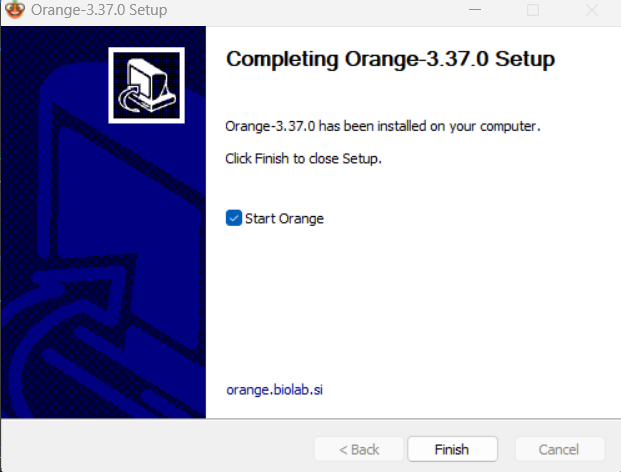 Orange-3.37.0 Setup
Completing Orange-3.37.0 Setup
Orange-3.37.0 has been installed on your computer.
Click Finish to close Setup.
Start Orange
orange.biolab.si
< Back
Finish
Cancel